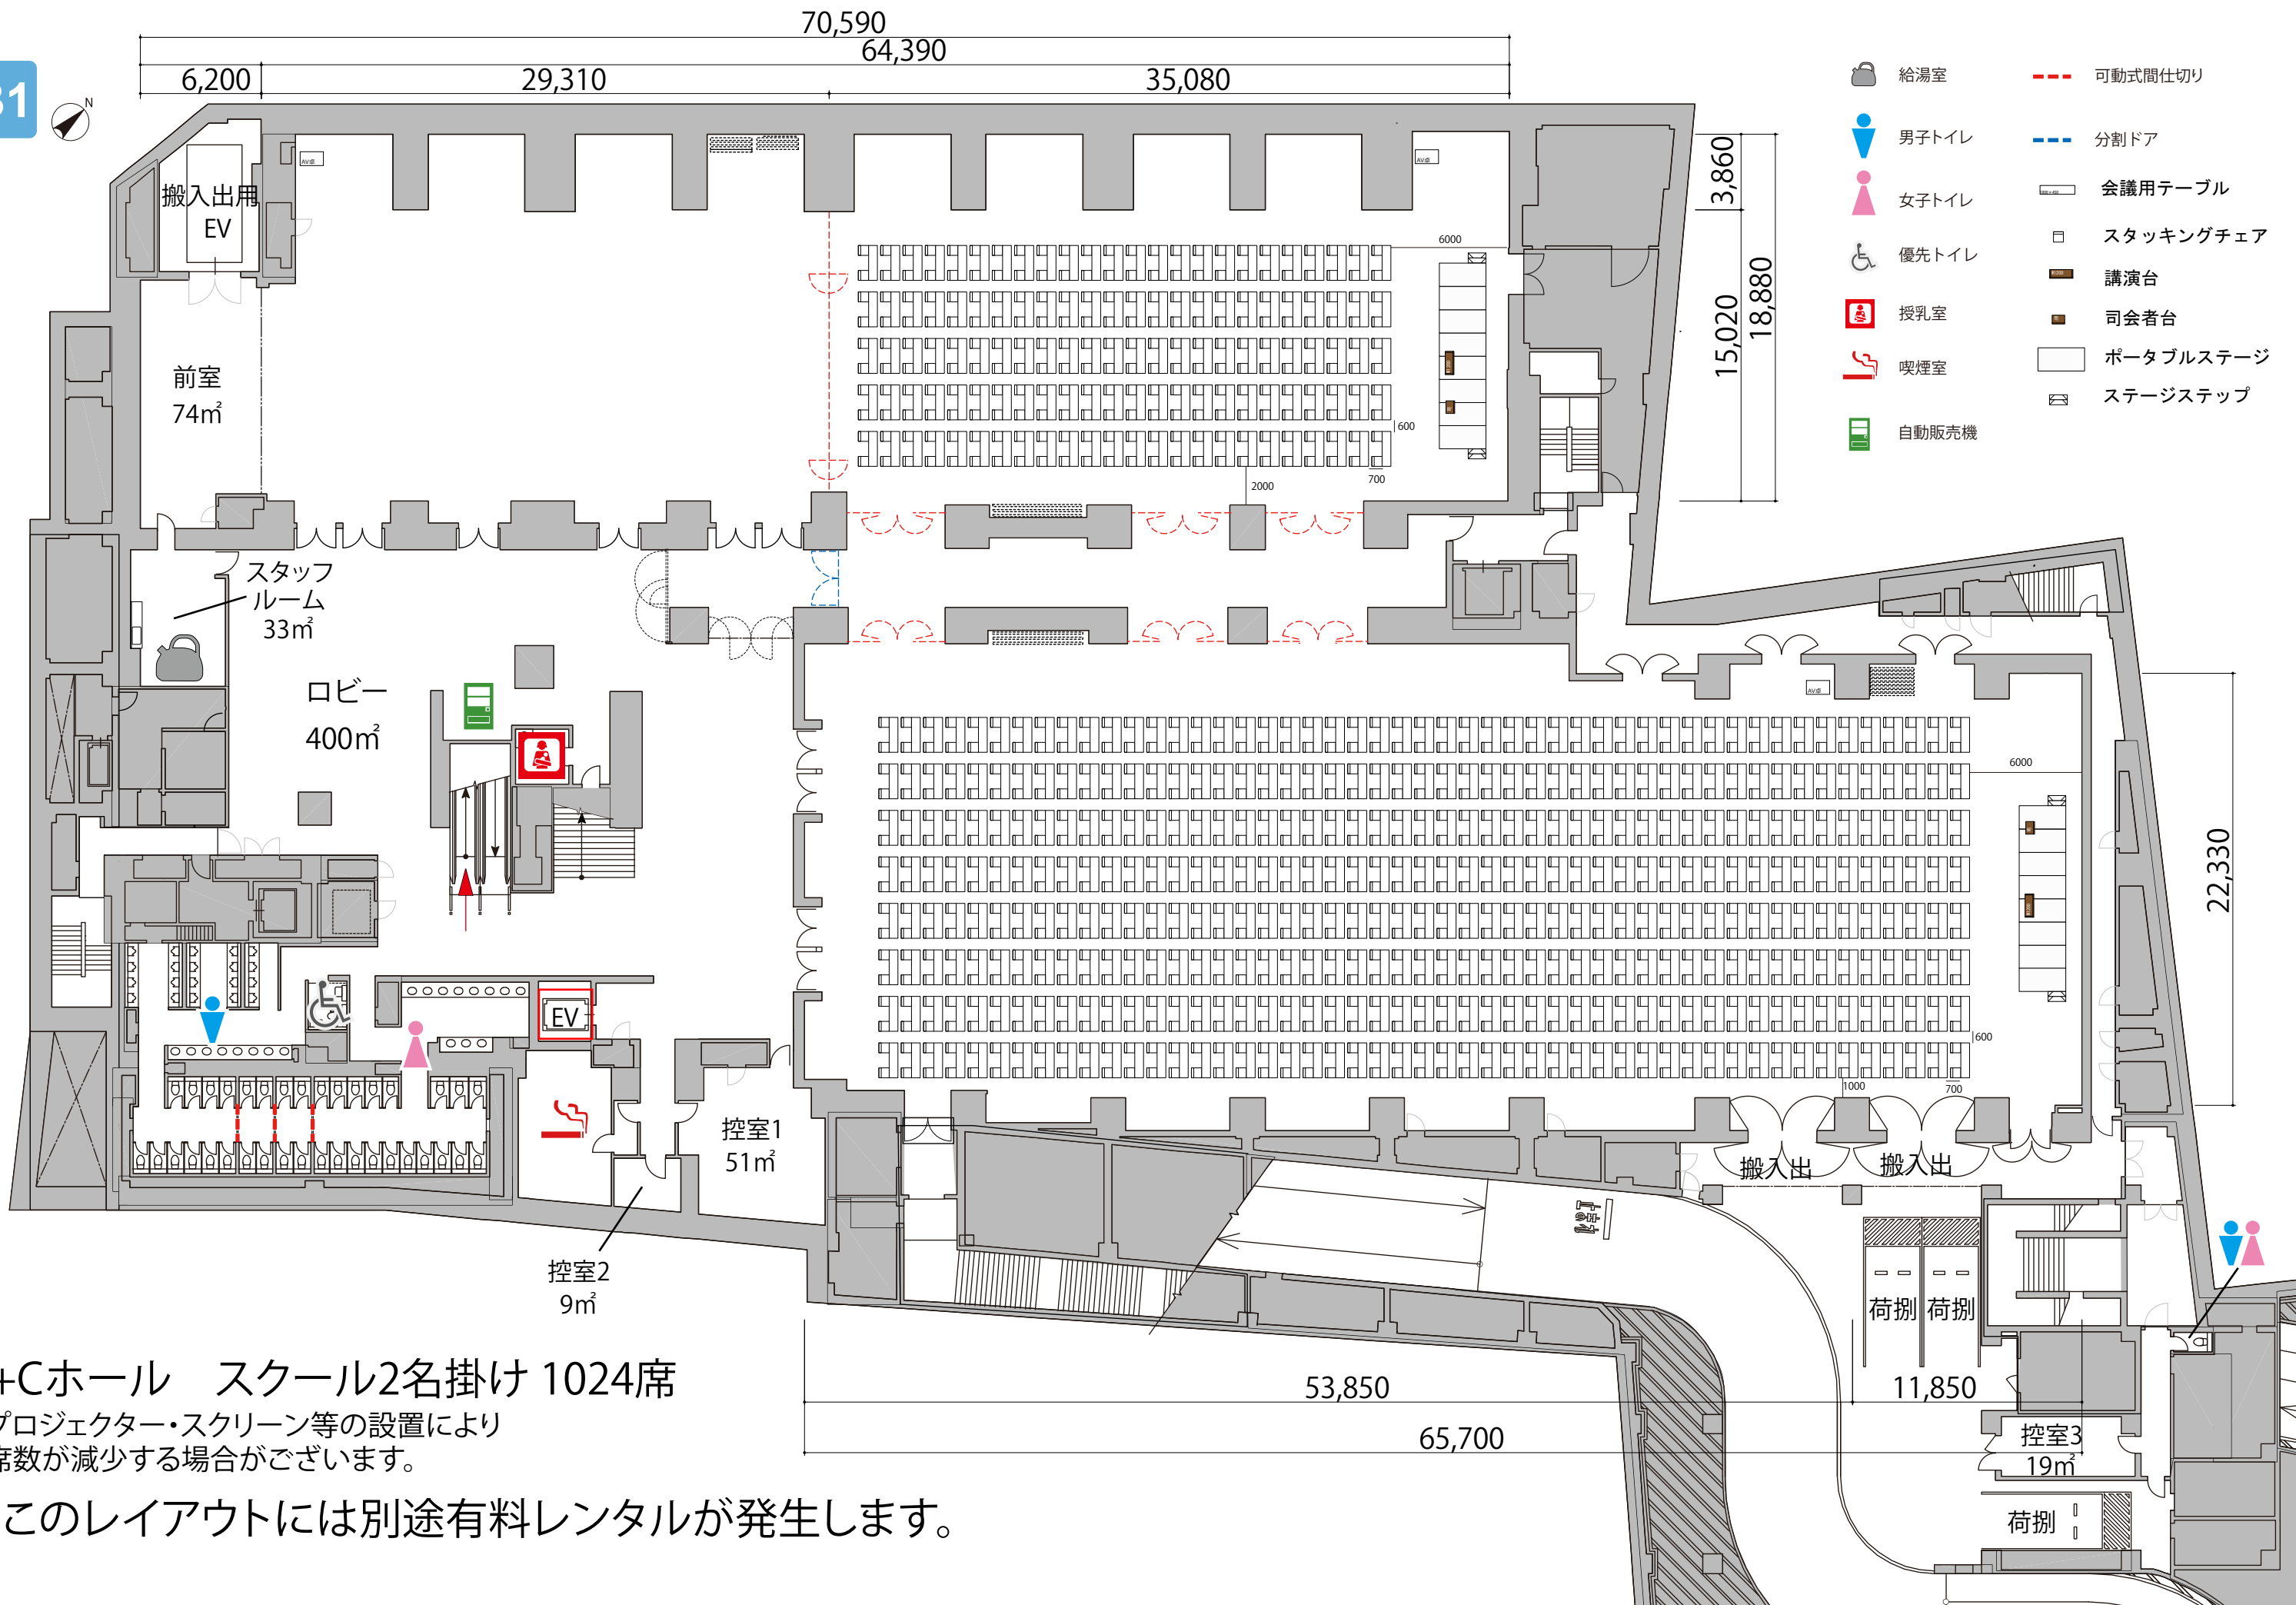 70,590
64,390
6,200
29,310
35,080
31
N
搬入出用
EV
AV卓
AV卓
前室
74㎡
6000
600
700
2000
3,860
15,020
18,880
給湯室
男子トイレ
女子トイレ
優先トイレ
授乳室
喫煙室
自動販売機
可動式間仕切り
分割ドア
会議用テーブル
スタッキングチェア
講演台
司会者台
ポータブルステージ
ステージステップ
スタッフ
ルーム
33㎡
ロビー
400㎡
AV卓
6000
600
1000
700
22,330
EV
控室1
51㎡
控室2
9㎡
搬入出
搬入出
荷捌
荷捌
控室3
19㎡
荷捌
53,850
11,850
65,700
+Cホール　スクール2名掛け 1024席
プロジェクター・スクリーン等の設置により
席数が減少する場合がございます。
このレイアウトには別途有料レンタルが発生します。